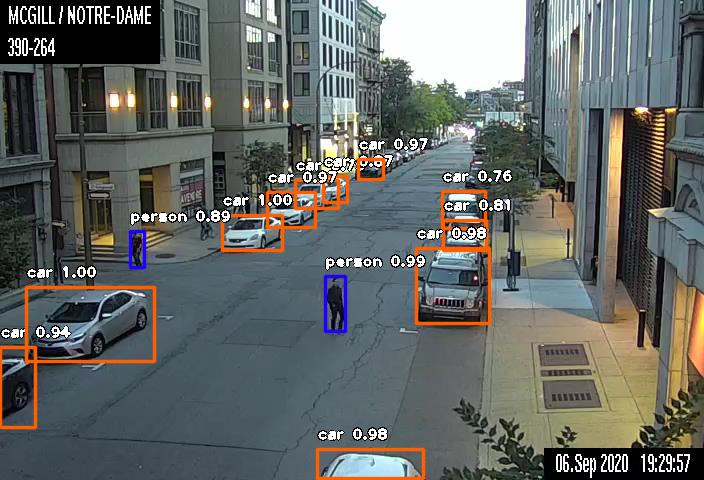 MCGILL / NOTRE-DAME
390-264
car 0.97
car 0.97
car 0.76
car 1.00
car 0.81
person 0.89
car 0.98
person 0.99
car 1.00
car 0.94
car 0.98
06.Sep 2020 19:29:57